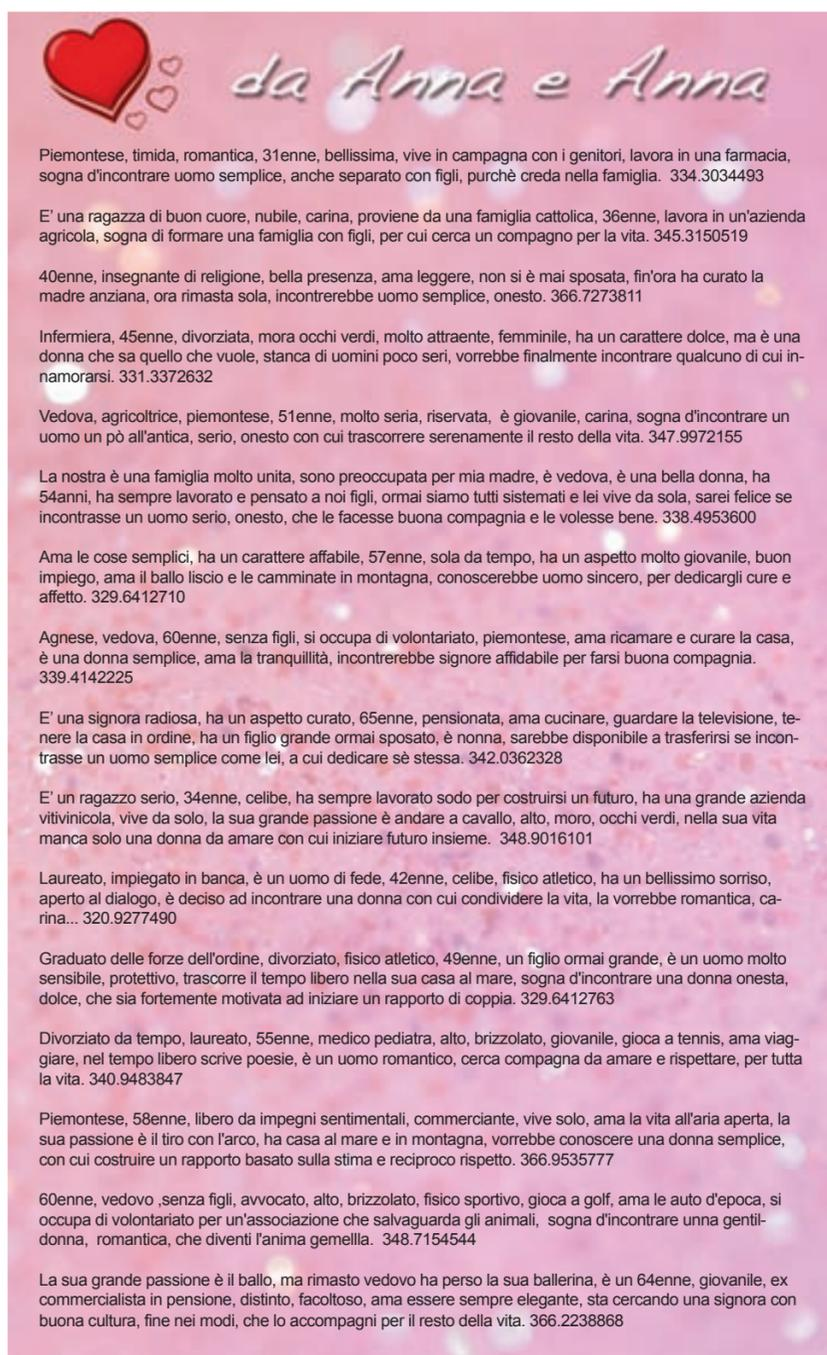 da Anna e Anna
Piemontese, timida, romantica, 31enne, bellissima, vive in campagna con i genitori, lavora in una farmacia,
sogna d'incontrare uomo semplice, anche separato con figli, purchè creda nella famiglia. 334.3034493
E' una ragazza di buon cuore, nubile, carina, proviene da una famiglia cattolica, 36enne, lavora in un'azienda
agricola, sogna di formare una famiglia con figli, per cui cerca un compagno per la vita. 345.3150519
40enne, insegnante di religione, bella presenza, ama leggere, non si è mai sposata, fin'ora ha curato la
madre anziana, ora rimasta sola, incontrerebbe uomo semplice, onesto. 366.7273811
Infermiera, 45enne, divorziata, mora occhi verdi, molto attraente, femminile, ha un carattere dolce, ma è una
donna che sa quello che vuole, stanca di uomini poco seri, vorrebbe finalmente incontrare qualcuno di cui in-
namorarsi. 331.3372632
Vedova, agricoltrice, piemontese, 51enne, molto seria, riservata, è giovanile, carina, sogna d'incontrare un
uomo un pò all'antica, serio, onesto con cui trascorrere serenamente il resto della vita. 347.9972155
La nostra è una famiglia molto unita, sono preoccupata per mia madre, è vedova, è una bella donna, ha
54anni, ha sempre lavorato e pensato a noi figli, ormai siamo tutti sistemati e lei vive da sola, sarei felice se
incontrasse un uomo serio, onesto, che le facesse buona compagnia e le volesse bene. 338.4953600
Ama le cose semplici, ha un carattere affabile, 57enne, sola da tempo, ha un aspetto molto giovanile, buon
impiego, ama il ballo liscio e le camminate in montagna, conoscerebbe uomo sincero, per dedicargli cure e
affetto. 329.6412710
Agnese, vedova, 60enne, senza figli, si occupa di volontariato, piemontese, ama ricamare e curare la casa,
è una donna semplice, ama la tranquillità, incontrerebbe signore affidabile per farsi buona compagnia.
339.4142225
E' una signora radiosa, ha un aspetto curato, 65enne, pensionata, ama cucinare, guardare la televisione, te-
nere la casa in ordine, ha un figlio grande ormai sposato, è nonna, sarebbe disponibile a trasferirsi se incon-
trasse un uomo semplice come lei, a cui dedicare sè stessa. 342.0362328
E' un ragazzo serio, 34enne, celibe, ha sempre lavorato sodo per costruirsi un futuro, ha una grande azienda
vitivinicola, vive da solo, la sua grande passione è andare a cavallo, alto, moro, occhi verdi, nella sua vita
manca solo una donna da amare con cui iniziare futuro insieme. 348.9016101
Laureato, impiegato in banca, è un uomo di fede, 42enne, celibe, fisico atletico, ha un bellissimo sorriso,
aperto al dialogo, è deciso ad incontrare una donna con cui condividere la vita, la vorrebbe romantica, ca-
rina... 320.9277490
Graduato delle forze dell'ordine, divorziato, fisico atletico, 49enne, un figlio ormai grande, è un uomo molto
sensibile, protettivo, trascorre il tempo libero nella sua casa al mare, sogna d'incontrare una donna onesta,
dolce, che sia fortemente motivata ad iniziare un rapporto di coppia. 329.6412763
Divorziato da tempo, laureato, 55enne, medico pediatra, alto, brizzolato, giovanile, gioca a tennis, ama viag-
giare, nel tempo libero scrive poesie, è un uomo romantico, cerca compagna da amare e rispettare, per tutta
la vita. 340.9483847
Piemontese, 58enne, libero da impegni sentimentali, commerciante, vive solo, ama la vita all'aria aperta, la
sua passione è il tiro con l'arco, ha casa al mare e in montagna, vorrebbe conoscere una donna semplice,
con cui costruire un rapporto basato sulla stima e reciproco rispetto. 366.9535777
60enne, vedovo ,senza figli, avvocato, alto, brizzolato, fisico sportivo, gioca a golf, ama le auto d'epoca, si
occupa di volontariato per un'associazione che salvaguarda gli animali, sogna d'incontrare unna gentil-
donna, romantica, che diventi l'anima gemellla. 348.7154544
La sua grande passione è il ballo, ma rimasto vedovo ha perso la sua ballerina, è un 64enne, giovanile, ex
commercialista in pensione, distinto, facoltoso, ama essere sempre elegante, sta cercando una signora con
buona cultura, fine nei modi, che lo accompagni per il resto della vita. 366.2238868